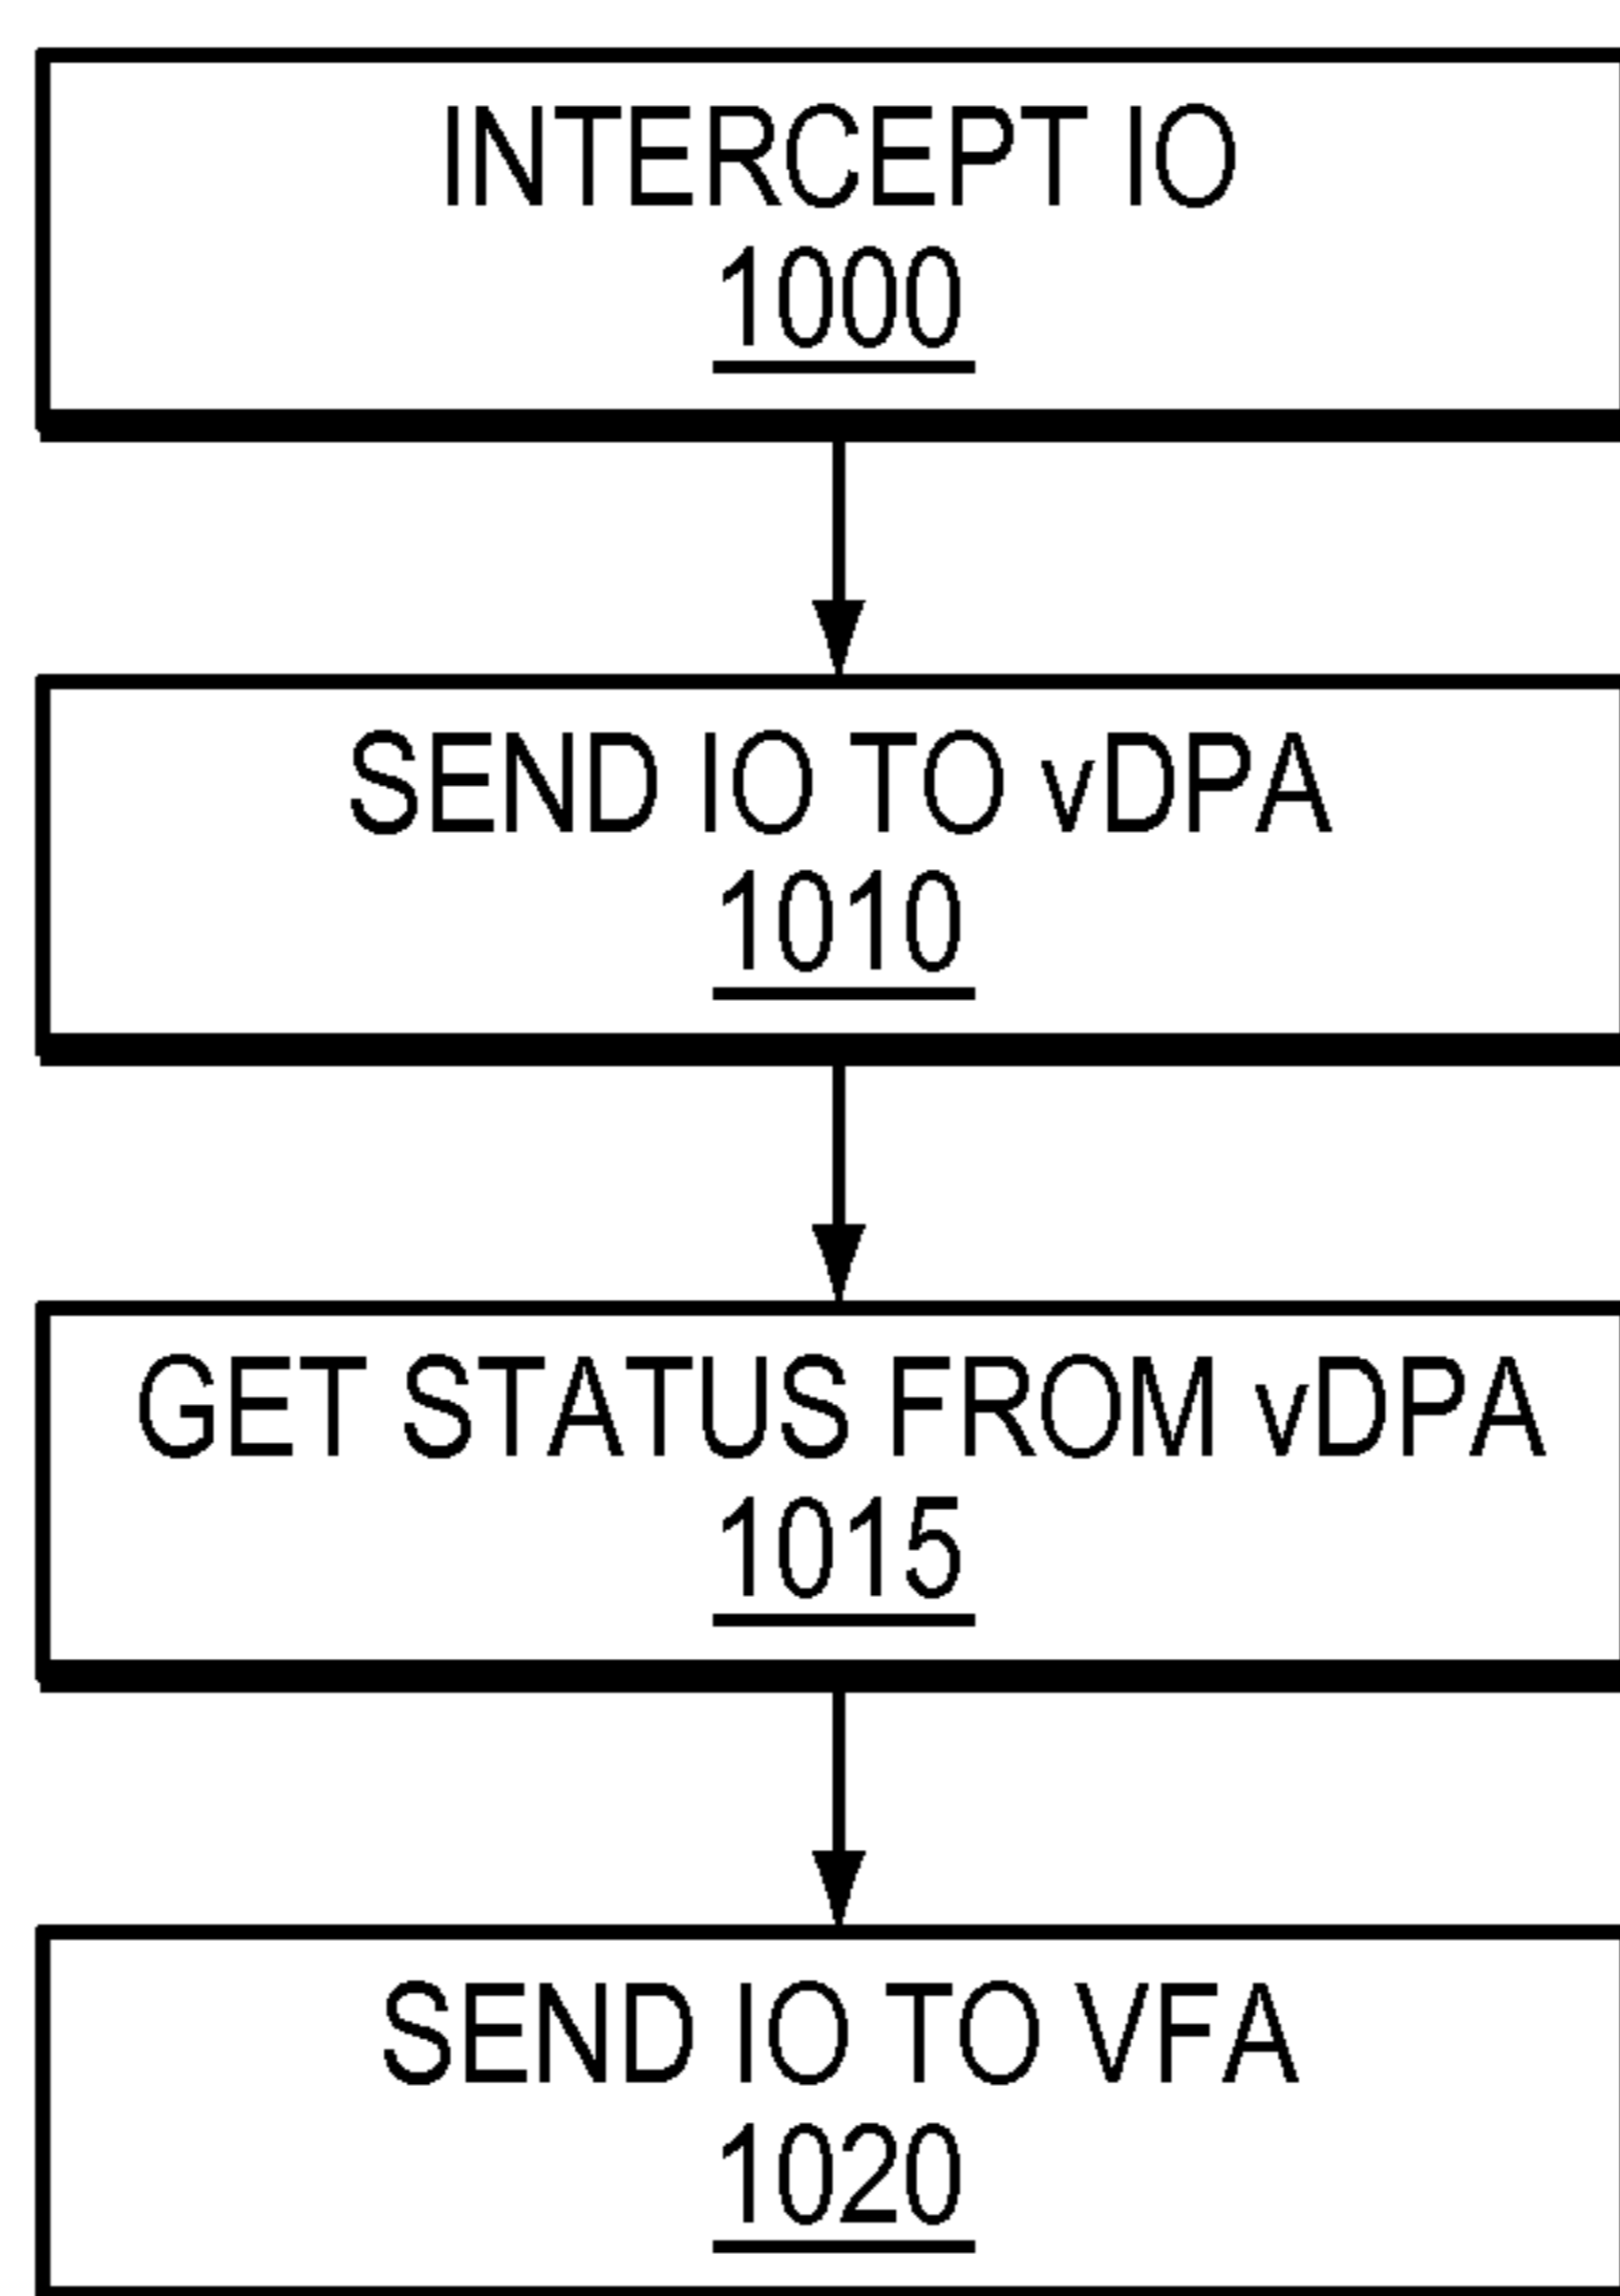 INTERCEPT IO
1000
SEND IO TO vDPA
1010
GET STATUS FROM vDPA
1015
SEND IO TO VFA
1020